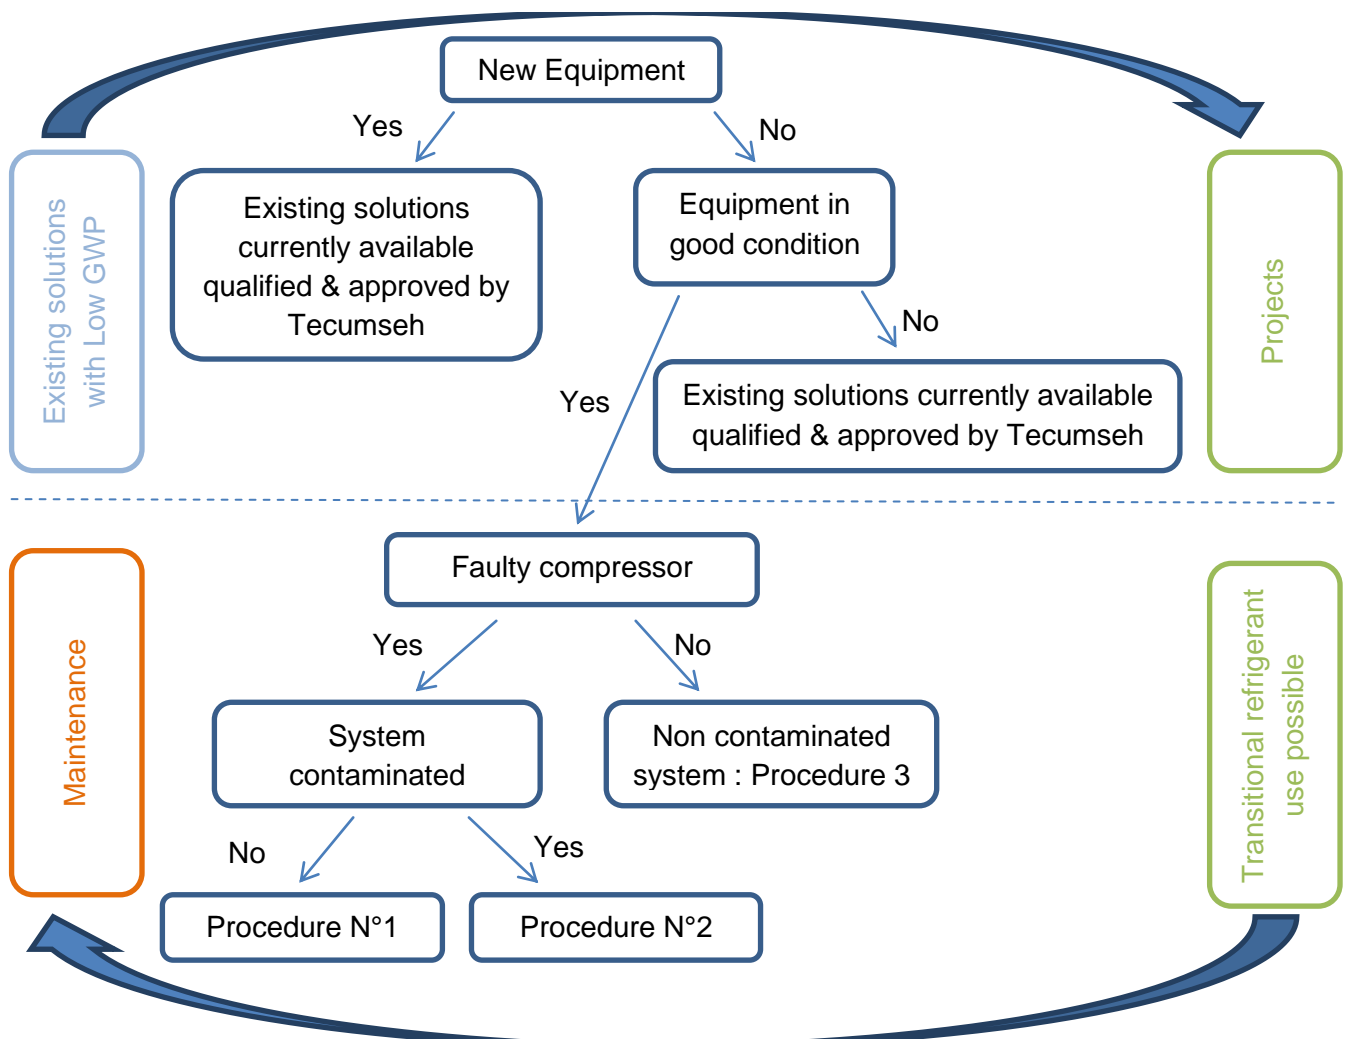 New Equipment
Yes
No
Existing solutions
with Low GWP
Existing solutions
currently available
qualified & approved by
Tecumseh
Equipment in
good condition
Projects
No
Yes
Existing solutions currently available
qualified & approved by Tecumseh
Faulty compressor
Yes
No
Maintenance
System
contaminated
Non contaminated
system : Procedure 3
Transitional refrigerant
use possible
No
Yes
Procedure N°1
Procedure N°2